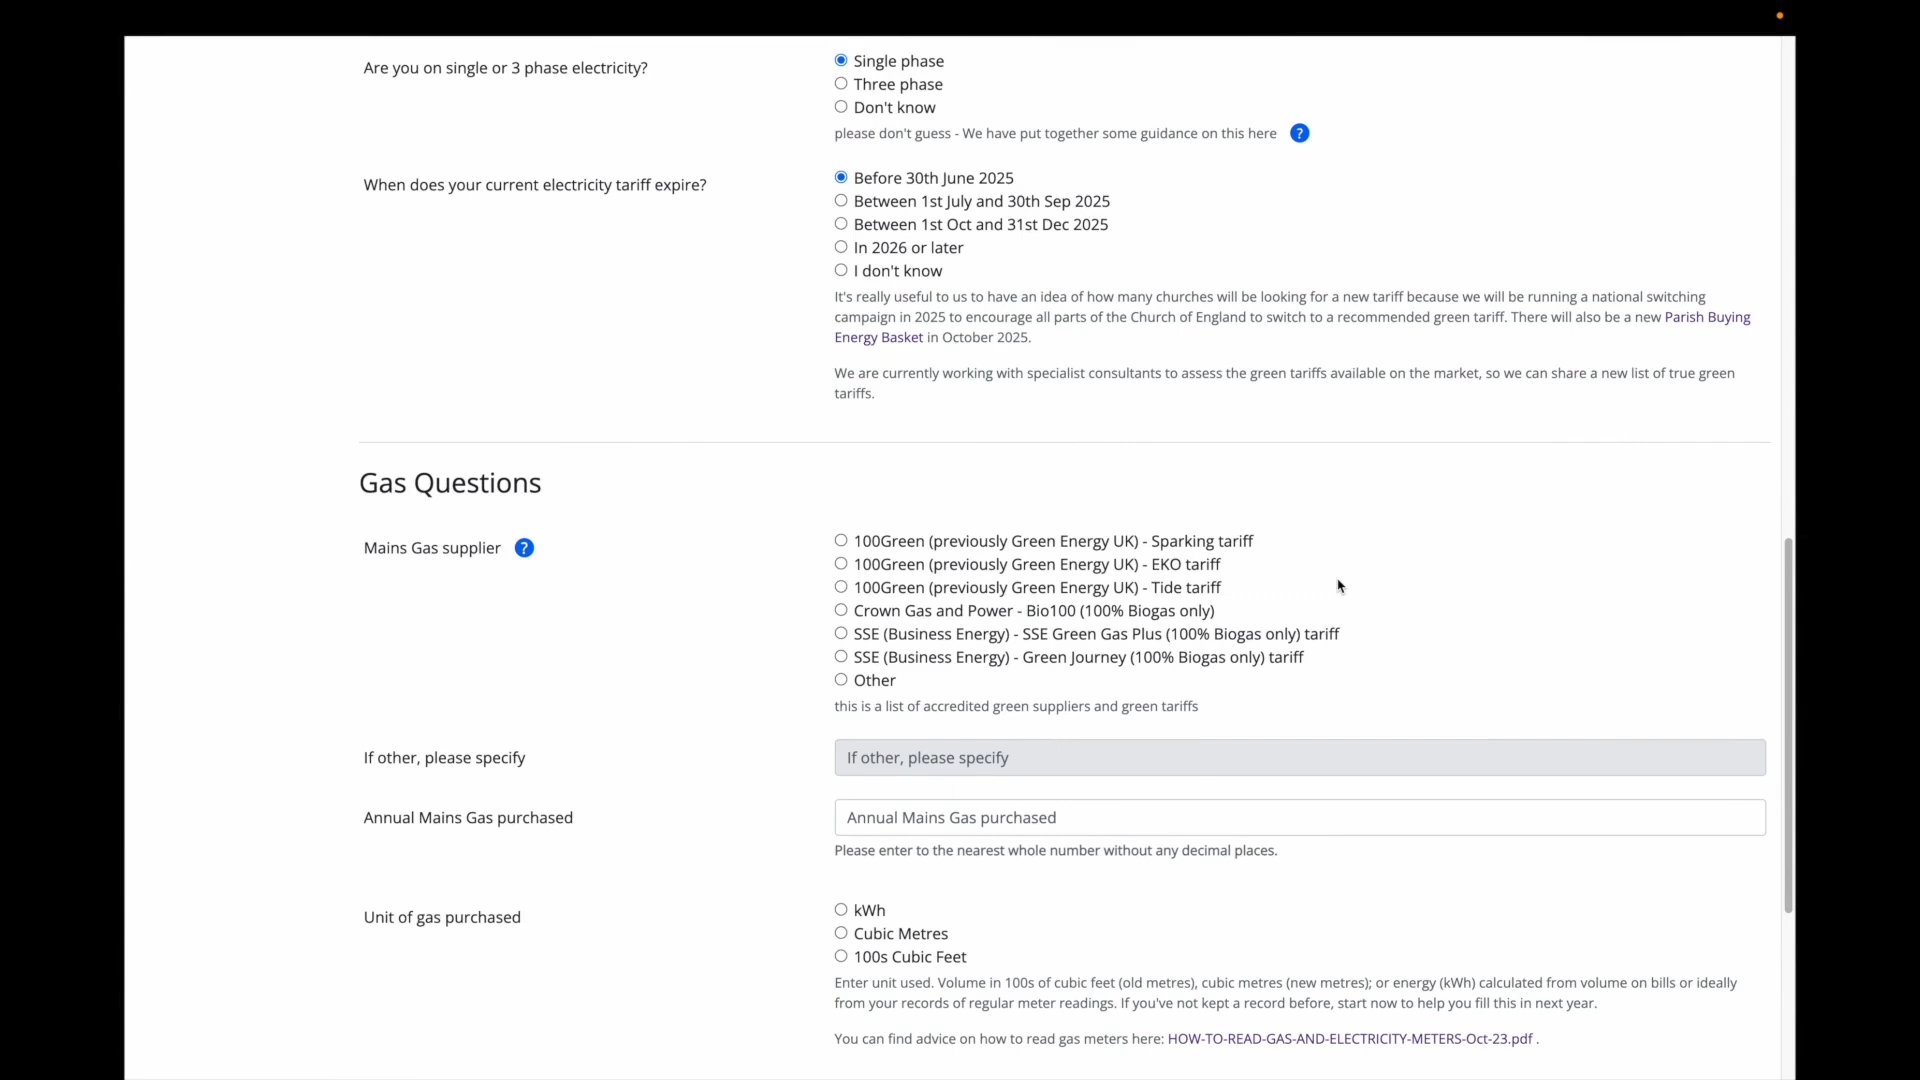 Are you on single or 3 phase electricity?
Single phase
Three phase
Don't know
please don't guess - We have put together some guidance on this here ?
When does your current electricity tariff expire?
Before 30th June 2025
Between 1st July and 30th Sep 2025
Between 1st Oct and 31st Dec 2025
In 2026 or later
I don't know
It's really useful to us to have an idea of how many churches will be looking for a new tariff because we will be running a national switching
campaign in 2025 to encourage all parts of the Church of England to switch to a recommended green tariff. There will also be a new Parish Buying
Energy Basket in October 2025.
We are currently working with specialist consultants to assess the green tariffs available on the market, so we can share a new list of true green
tariffs.
Gas Questions
Mains Gas supplier ?
100Green (previously Green Energy UK) - Sparking tariff
100Green (previously Green Energy UK) - EKO tariff
100Green (previously Green Energy UK) - Tide tariff
Crown Gas and Power - Bio100 (100% Biogas only)
SSE (Business Energy) - SSE Green Gas Plus (100% Biogas only) tariff
SSE (Business Energy) - Green Journey (100% Biogas only) tariff
Other
this is a list of accredited green suppliers and green tariffs
If other, please specify
If other, please specify
Annual Mains Gas purchased
Annual Mains Gas purchased
Please enter to the nearest whole number without any decimal places.
Unit of gas purchased
kWh
Cubic Metres
100s Cubic Feet
Enter unit used. Volume in 100s of cubic feet (old metres), cubic metres (new metres); or energy (kWh) calculated from volume on bills or ideally
from your records of regular meter readings. If you've not kept a record before, start now to help you fill this in next year.
You can find advice on how to read gas meters here: HOW-TO-READ-GAS-AND-ELECTRICITY-METERS-Oct-23.pdf .